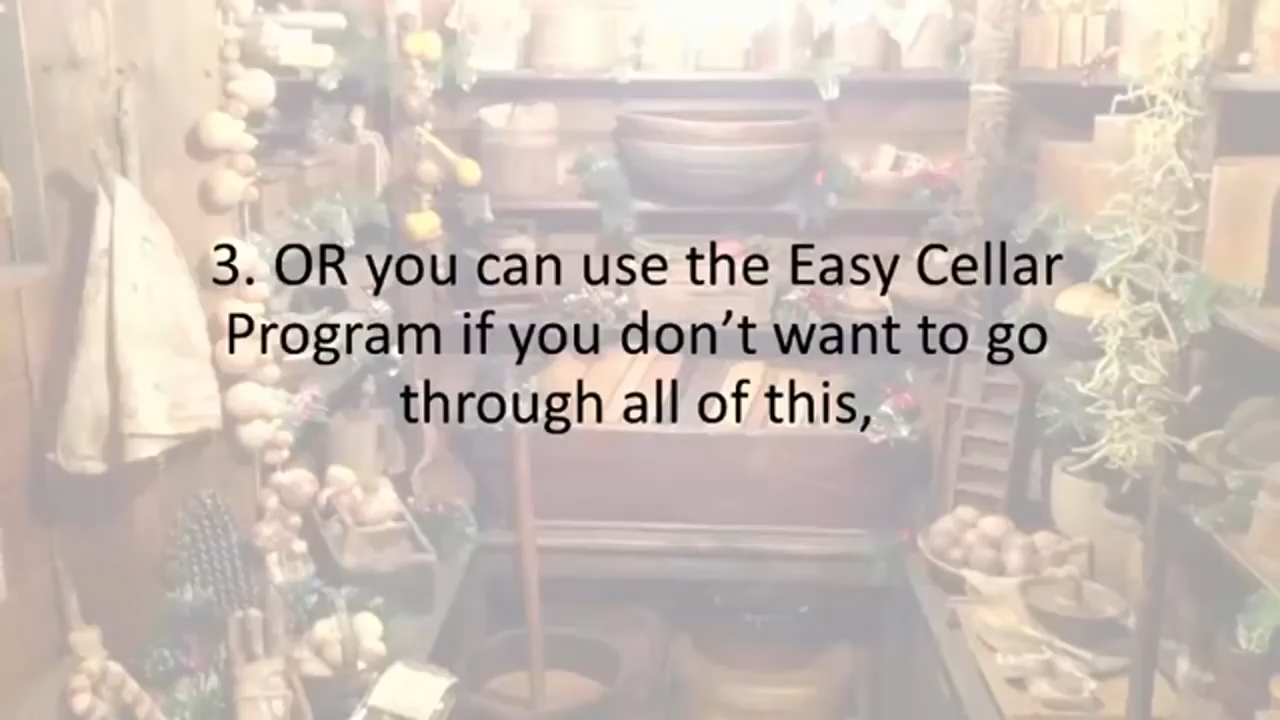 3. OR you can use the Easy Cellar
Program if you don’t want to go
through all of this,